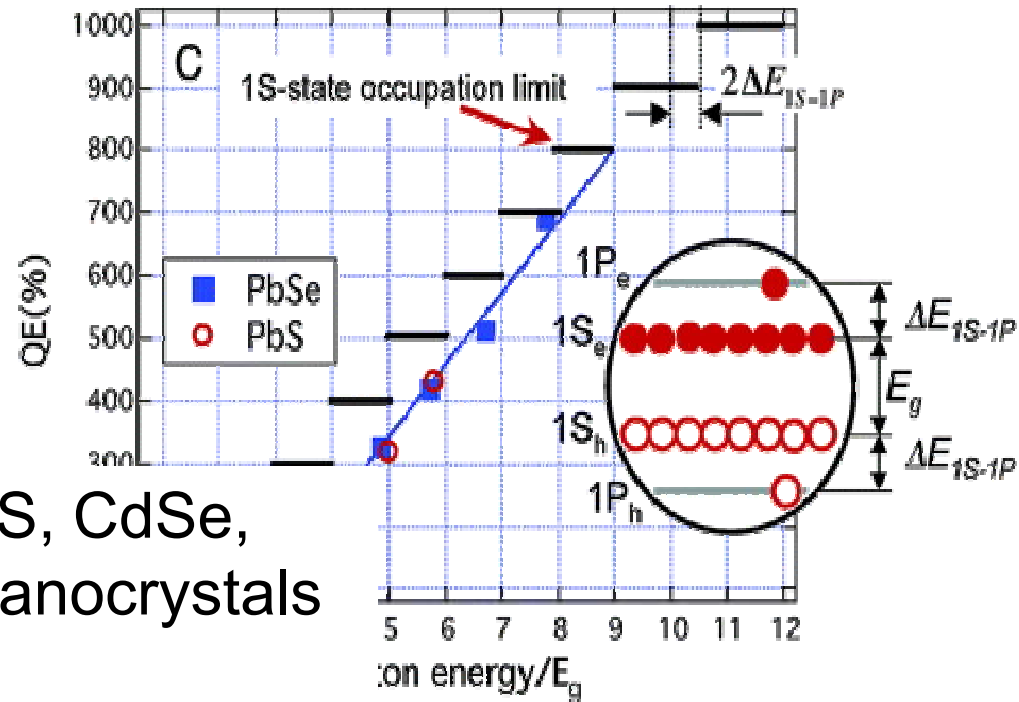 1000
C
900
1S-state occupation limit
2ΔE1S-1P
800
700
600
500
400
300
QE(%)
PbSe
PbS
1Pe
1Se
1Sh
1Ph
ΔE1S-1P
Eg
ΔE1S-1P
S, CdSe,
anocrystals
5 6 7 8 9 10 11 12
ton energy/Eg